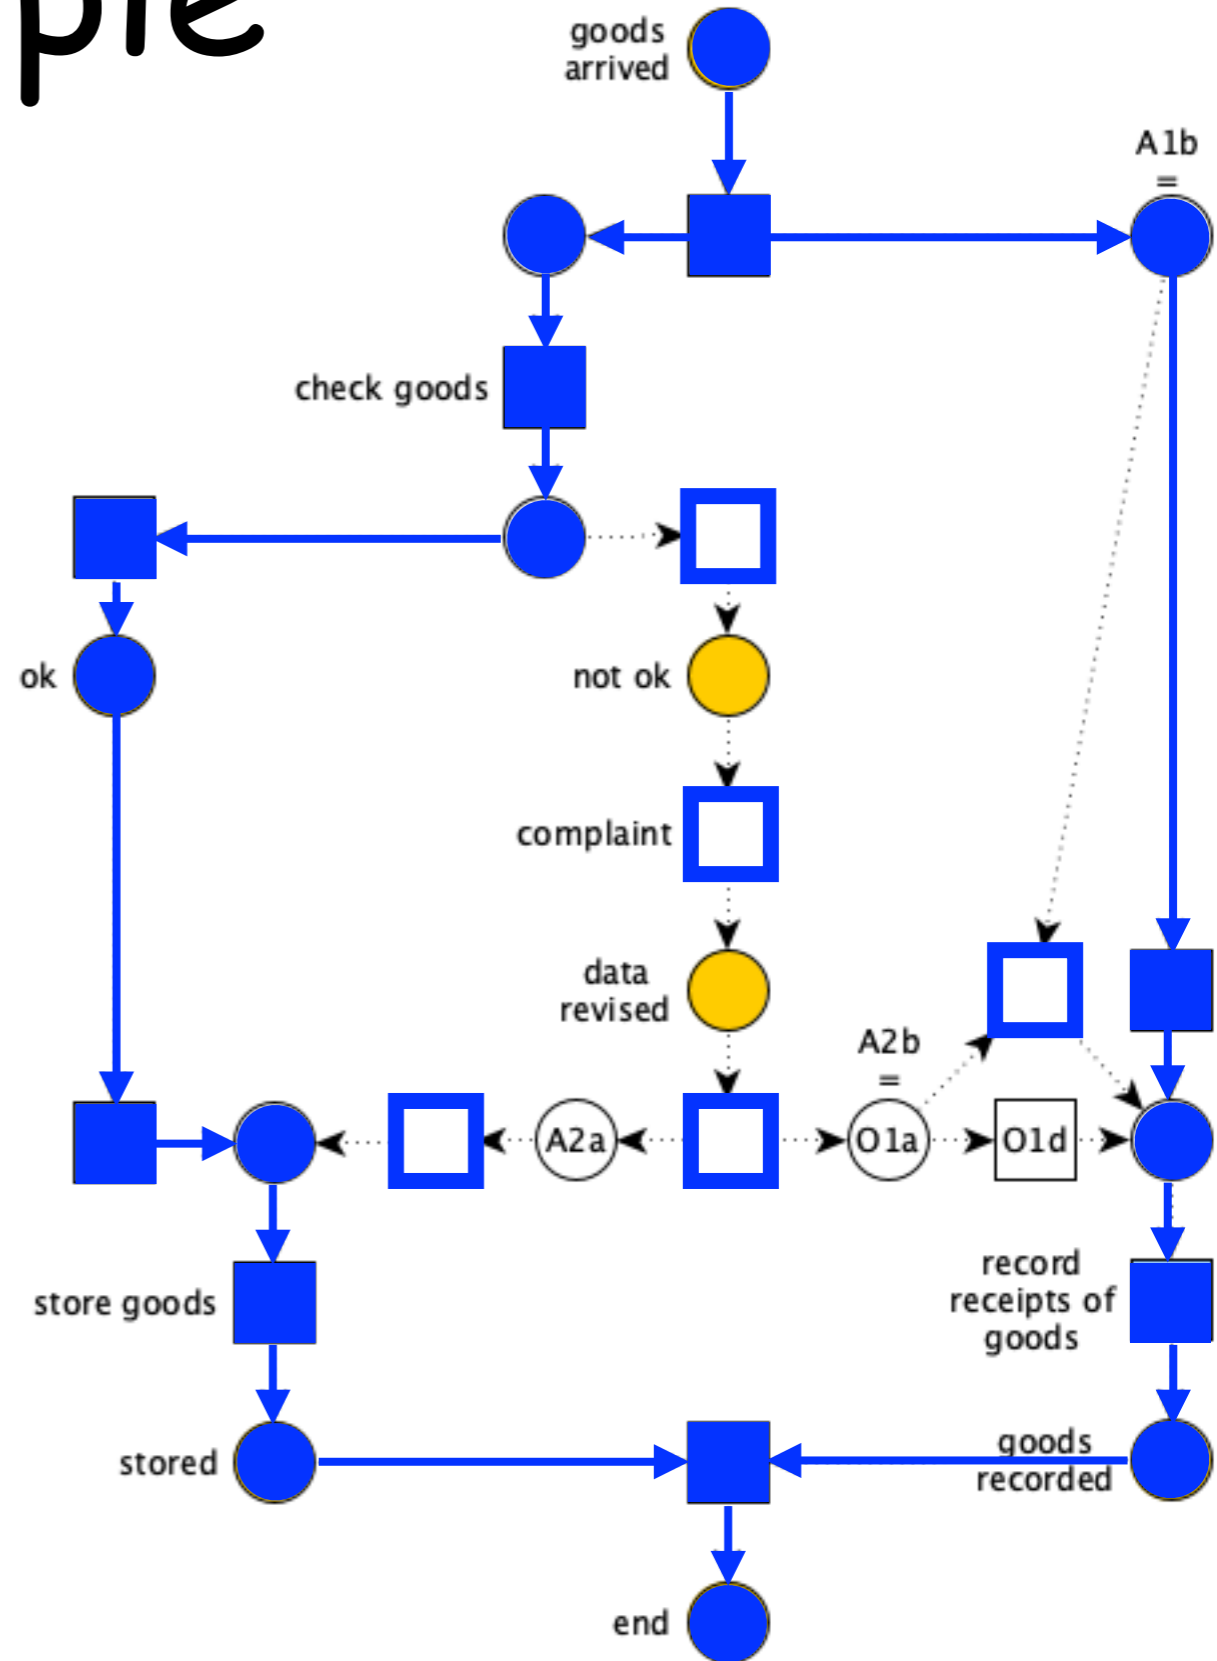 ple
goods
arrived
A1b
=
check goods
ok
not ok
complaint
data
revised
A2b
=
A2a
O1a
O1d
store goods
record
receipts of
goods
stored
goods
recorded
end